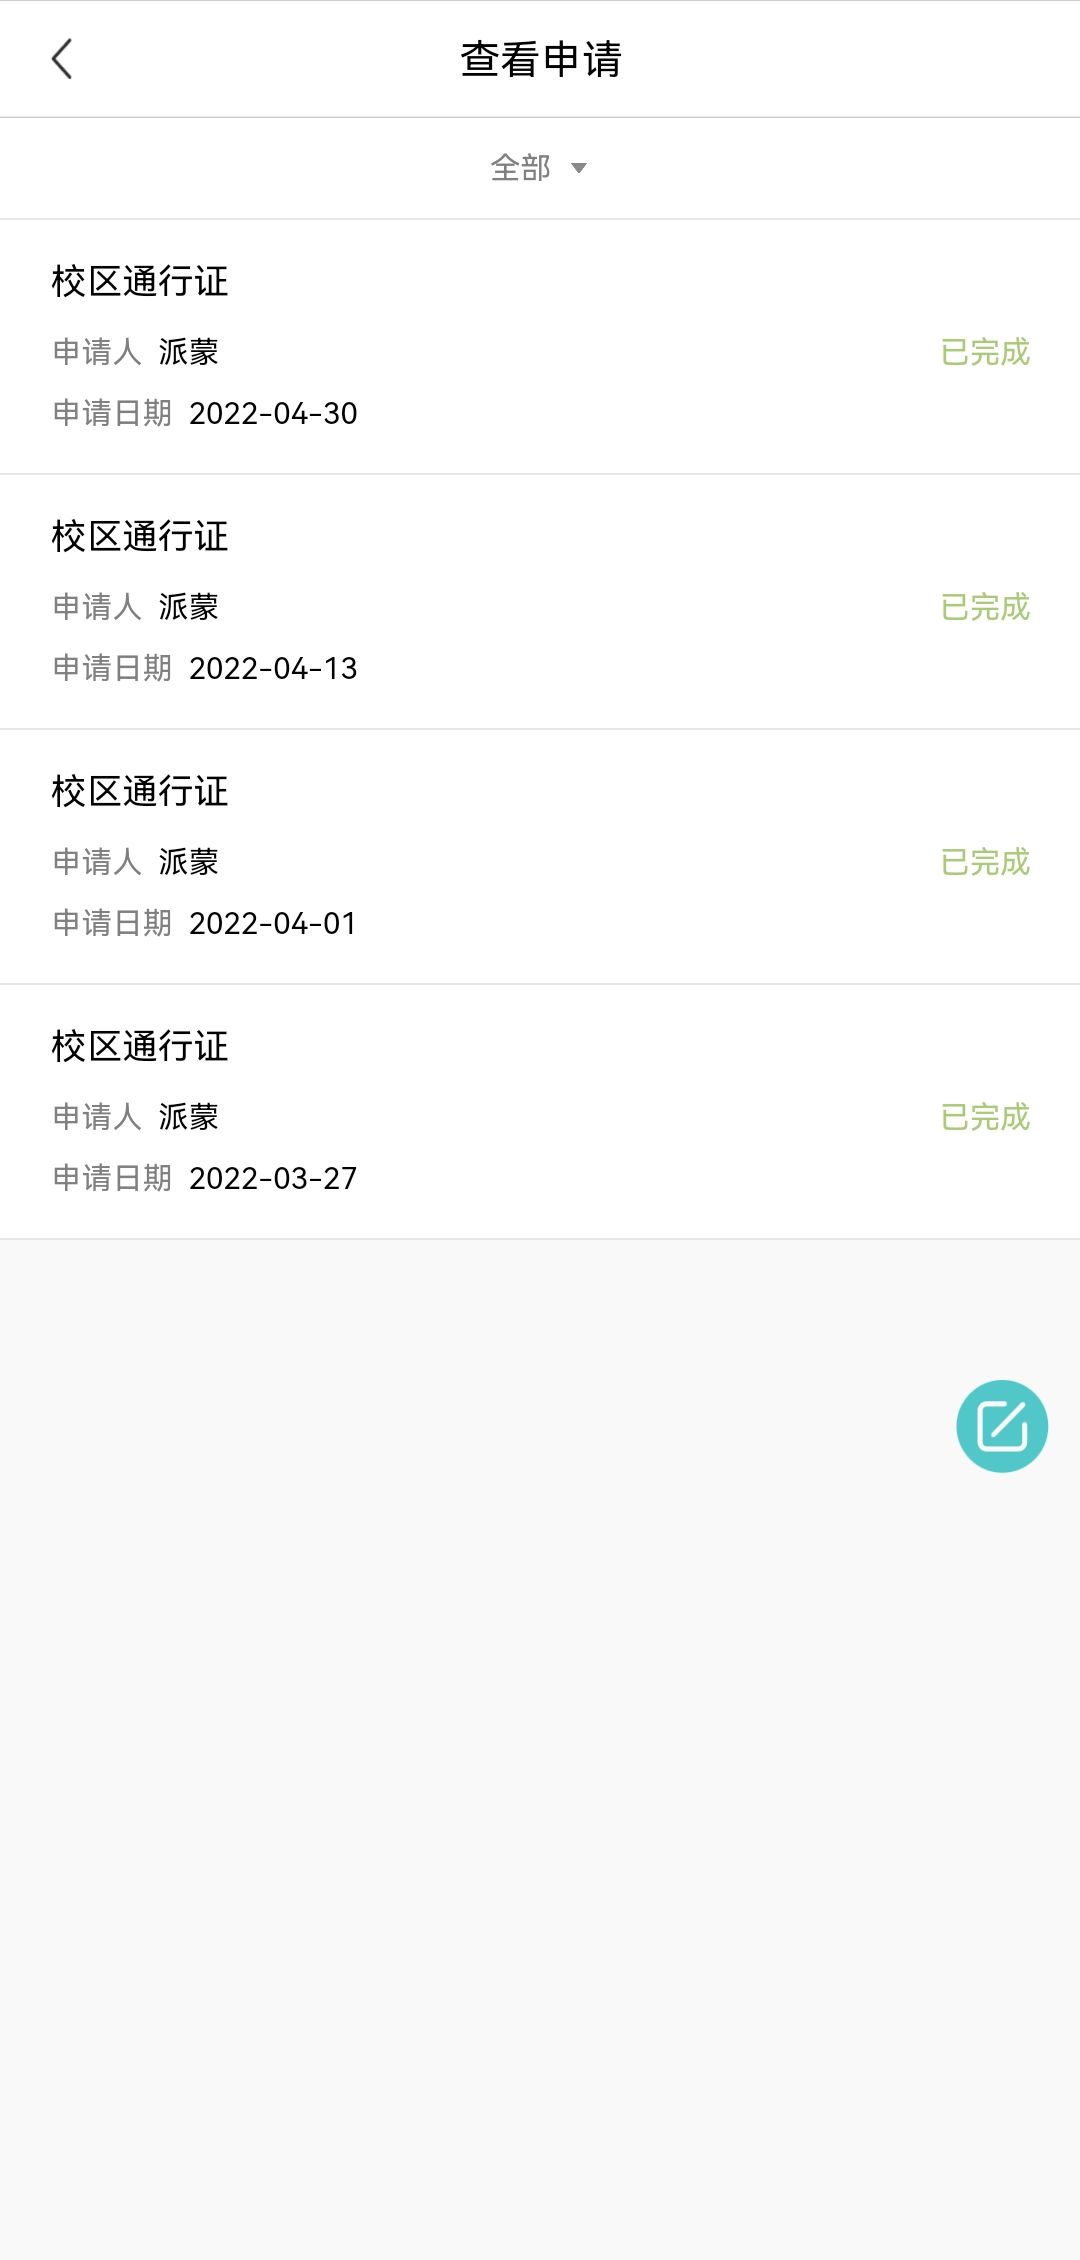 查看申请
全部
校区通行证
申请人 派蒙 已完成
申请日期 2022-04-30
校区通行证
申请人 派蒙 已完成
申请日期 2022-04-13
校区通行证
申请人 派蒙 已完成
申请日期 2022-04-01
校区通行证
申请人 派蒙 已完成
申请日期 2022-03-27